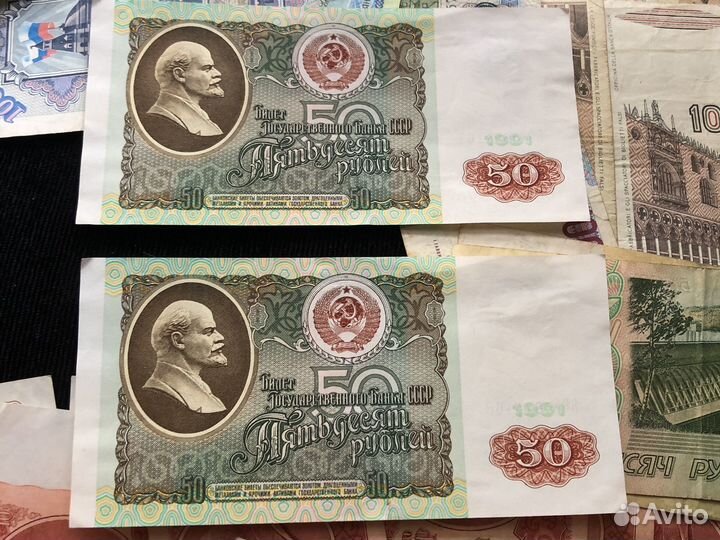 50
Билет
Государственного Банка СССР
Пятьдесят
рублей
1991
50
50
50
БАНКОВСКИЕ БИЛЕТЫ ОБЕСПЕЧИВАЮТСЯ ЗОЛОТОМ, ДРАГОЦЕННЫМИ
МЕТАЛЛАМИ И ПРОЧИМИ АКТИВАМИ ГОСУДАРСТВЕННОГО БАНКА
10
50
Билет
Государственного Банка СССР
Пятьдесят
рублей
1991
50
50
50
БАНКОВСКИЕ БИЛЕТЫ ОБЕСПЕЧИВАЮТСЯ ЗОЛОТОМ, ДРАГОЦЕННЫМИ
МЕТАЛЛАМИ И ПРОЧИМИ АКТИВАМИ ГОСУДАРСТВЕННОГО БАНКА
ЫСЯЧ РУ
Avito